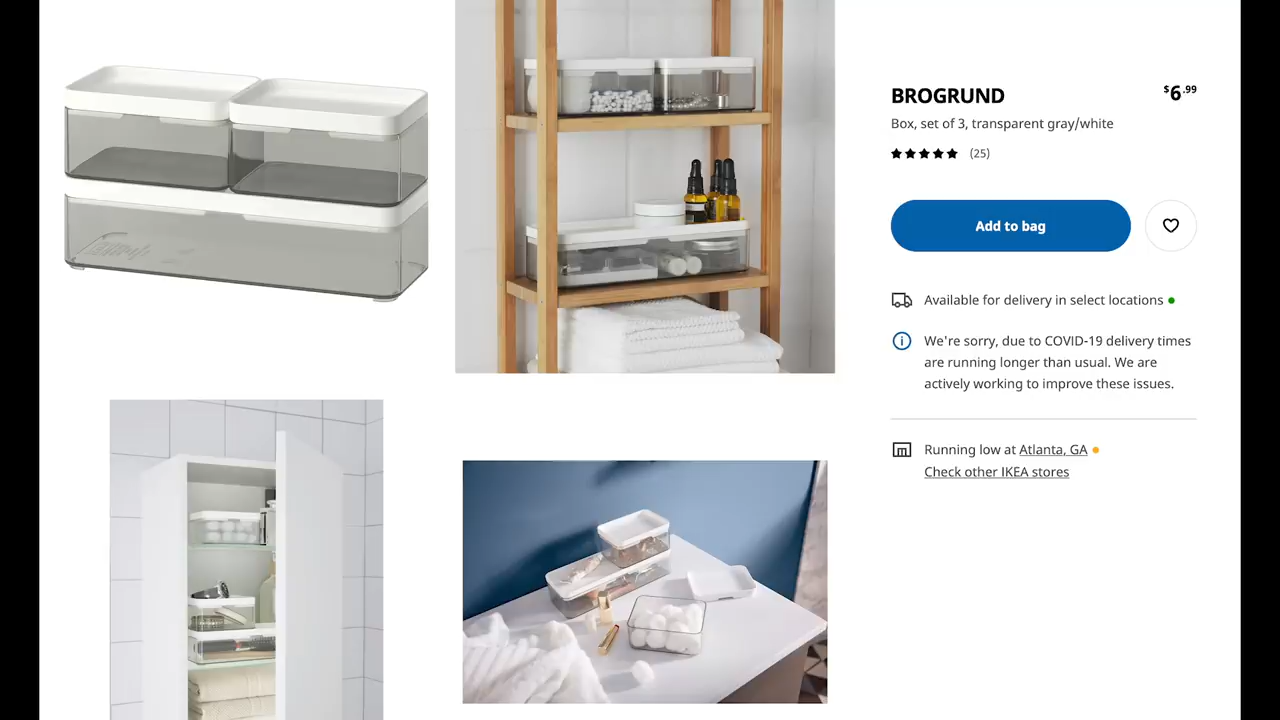 BROGRUND
$6.99
Box, set of 3, transparent gray/white
(25)
Add to bag
Available for delivery in select locations
We're sorry, due to COVID-19 delivery times
are running longer than usual. We are
actively working to improve these issues.
Running low at Atlanta, GA
Check other IKEA stores